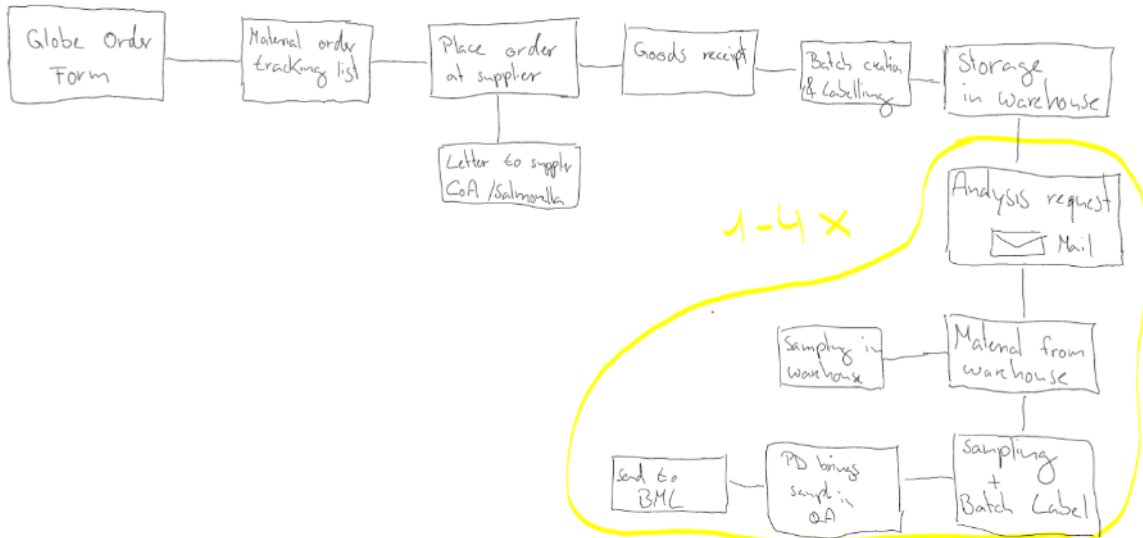 Globe Order
Form
Material order
tracking list
Place order
at supplier
Goods receipt
Batch creation
& Labelling
Storage
in warehouse
Letter to supplier
CoA / Salmonella
1-4 x
Analysis request
Mail
Sampling in
warehouse
Material from
warehouse
send to
BML
PD brings
sampl in
QA
Sampling
+
Batch Label